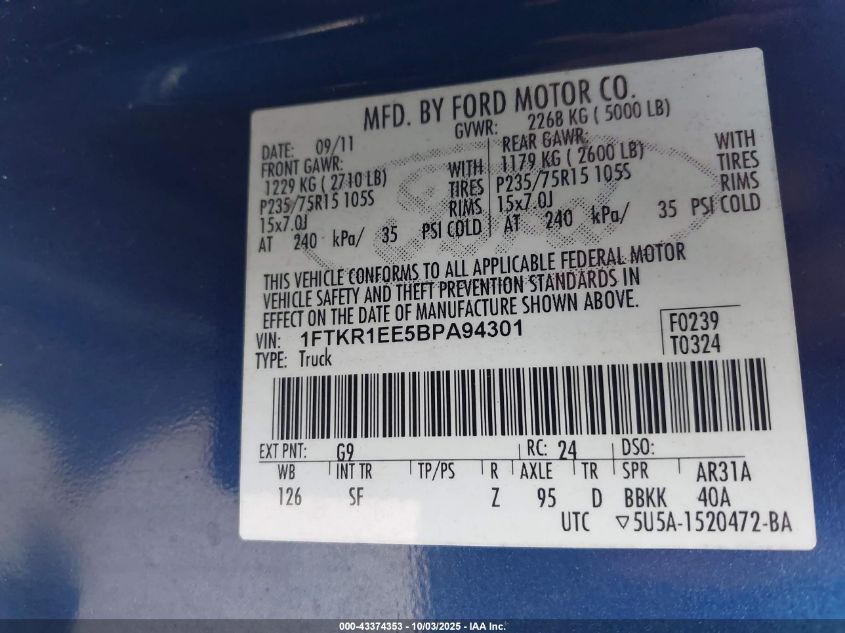 MFD. BY FORD MOTOR CO.
DATE: 09/11 GVWR: 2268 KG ( 5000 LB)
FRONT GAWR: REAR GAWR:
1229 KG ( 2710 LB) WITH 1179 KG ( 2600 LB) WITH
P235/75R15 105S TIRES P235/75R15 105S TIRES
15x7.0J RIMS 15x7.0J RIMS
AT 240 kPa/ 35 PSI COLD AT 240 kPa/ 35 PSI COLD
THIS VEHICLE CONFORMS TO ALL APPLICABLE FEDERAL MOTOR
VEHICLE SAFETY AND THEFT PREVENTION STANDARDS IN
EFFECT ON THE DATE OF MANUFACTURE SHOWN ABOVE.
VIN: 1FTKR1EE5BPA94301 F0239
TYPE: Truck T0324
EXT PNT: G9 RC: 24 DSO:
WB INT TR TP/PS R AXLE TR SPR AR31A
126 SF Z 95 D BBKK 40A
UTC ▽5U5A-1520472-BA
000-43374353 - 10/03/2025 - IAA Inc.